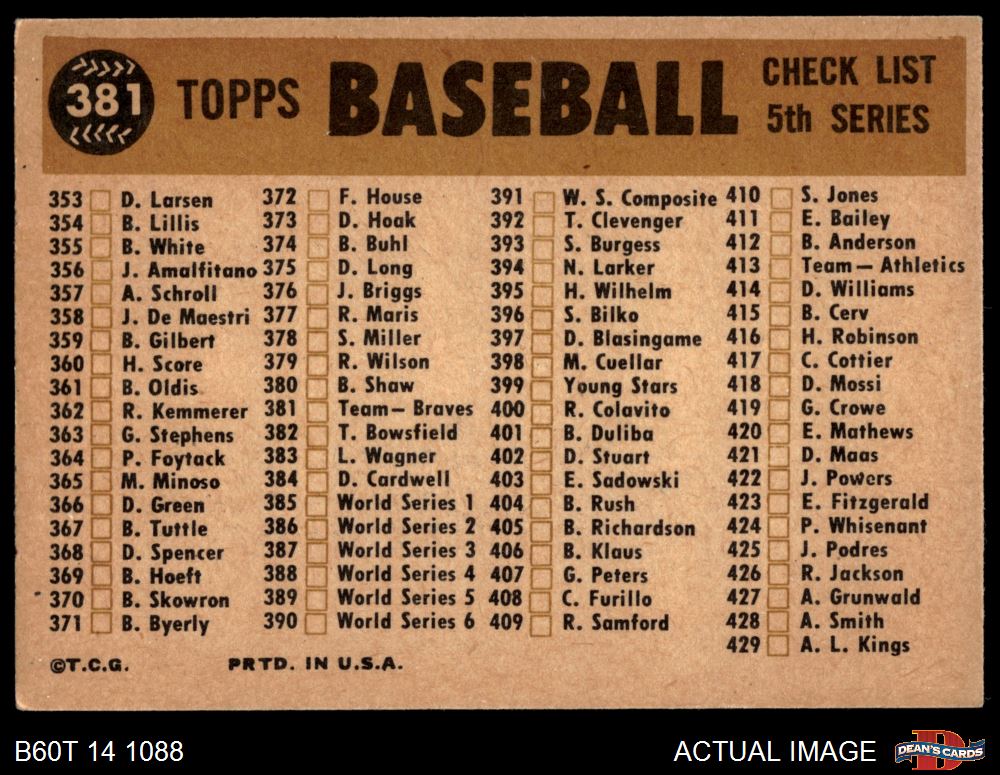 381 TOPPS BASEBALL CHECK LIST
5th SERIES
353 D. Larsen
354 B. Lillis
355 B. White
356 J. Amalfitano
357 A. Schroll
358 J. De Maestri
359 B. Gilbert
360 H. Score
361 B. Oldis
362 R. Kemmerer
363 G. Stephens
364 P. Foytack
365 M. Minoso
366 D. Green
367 B. Tuttle
368 D. Spencer
369 B. Hoeft
370 B. Skowron
371 B. Byerly
372 F. House
373 D. Hoak
374 B. Buhl
375 D. Long
376 J. Briggs
377 R. Maris
378 S. Miller
379 R. Wilson
380 B. Shaw
381 Team— Braves
382 T. Bowsfield
383 L. Wagner
384 D. Cardwell
385 World Series 1
386 World Series 2
387 World Series 3
388 World Series 4
389 World Series 5
390 World Series 6
391 W. S. Composite
392 T. Clevenger
393 S. Burgess
394 N. Larker
395 H. Wilhelm
396 S. Bilko
397 D. Blasingame
398 M. Cuellar
399 Young Stars
400 R. Colavito
401 B. Duliba
402 D. Stuart
403 E. Sadowski
404 B. Rush
405 B. Richardson
406 B. Klaus
407 G. Peters
408 C. Furillo
409 R. Samford
410 S. Jones
411 E. Bailey
412 B. Anderson
413 Team— Athletics
414 D. Williams
415 B. Cerv
416 H. Robinson
417 C. Cottier
418 D. Mossi
419 G. Crowe
420 E. Mathews
421 D. Maas
422 J. Powers
423 E. Fitzgerald
424 P. Whisenant
425 J. Podres
426 R. Jackson
427 A. Grunwald
428 A. Smith
429 A. L. Kings
©T.C.G. PRTD. IN U.S.A.
B60T 14 1088 ACTUAL IMAGE DEAN'S CARDS